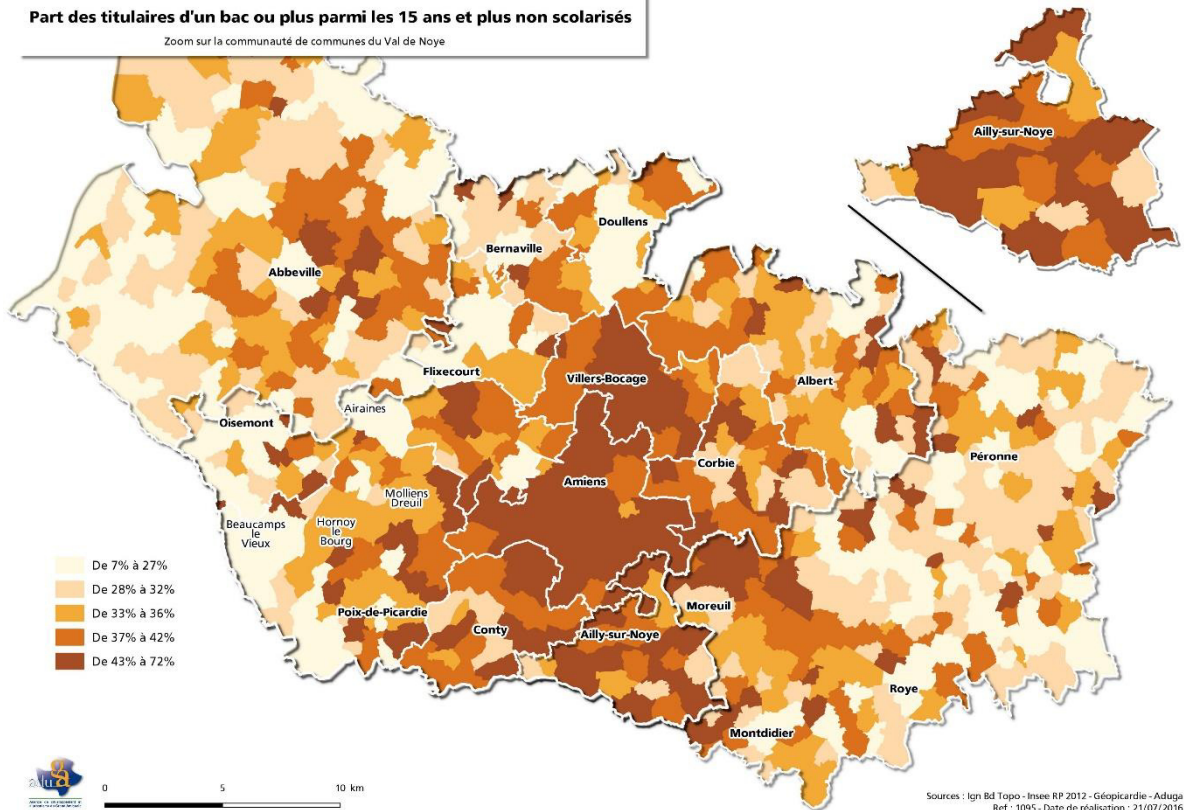 Part des titulaires d'un bac ou plus parmi les 15 ans et plus non scolarisés
Zoom sur la communauté de communes du Val de Noye
Ailly-sur-Noye
Doullens
Bernaville
Abbeville
Flixecourt
Villers-Bocage
Albert
Airaines
Oisemont
Corbie
Péronne
Amiens
Molliens
Dreuil
Beaucamps
le
Vieux
Hornoy
le
Bourg
De 7% à 27%
De 28% à 32%
De 33% à 36%
De 37% à 42%
De 43% à 72%
Poix-de-Picardie
Moreuil
Conty
Ailly-sur-Noye
Roye
Montdidier
aduga
0 5 10 km
Sources : Ign Bd Topo - Insee RP 2012 - Géopicardie - Aduga
Ref : 1095 - Date de réalisation : 21/07/2016